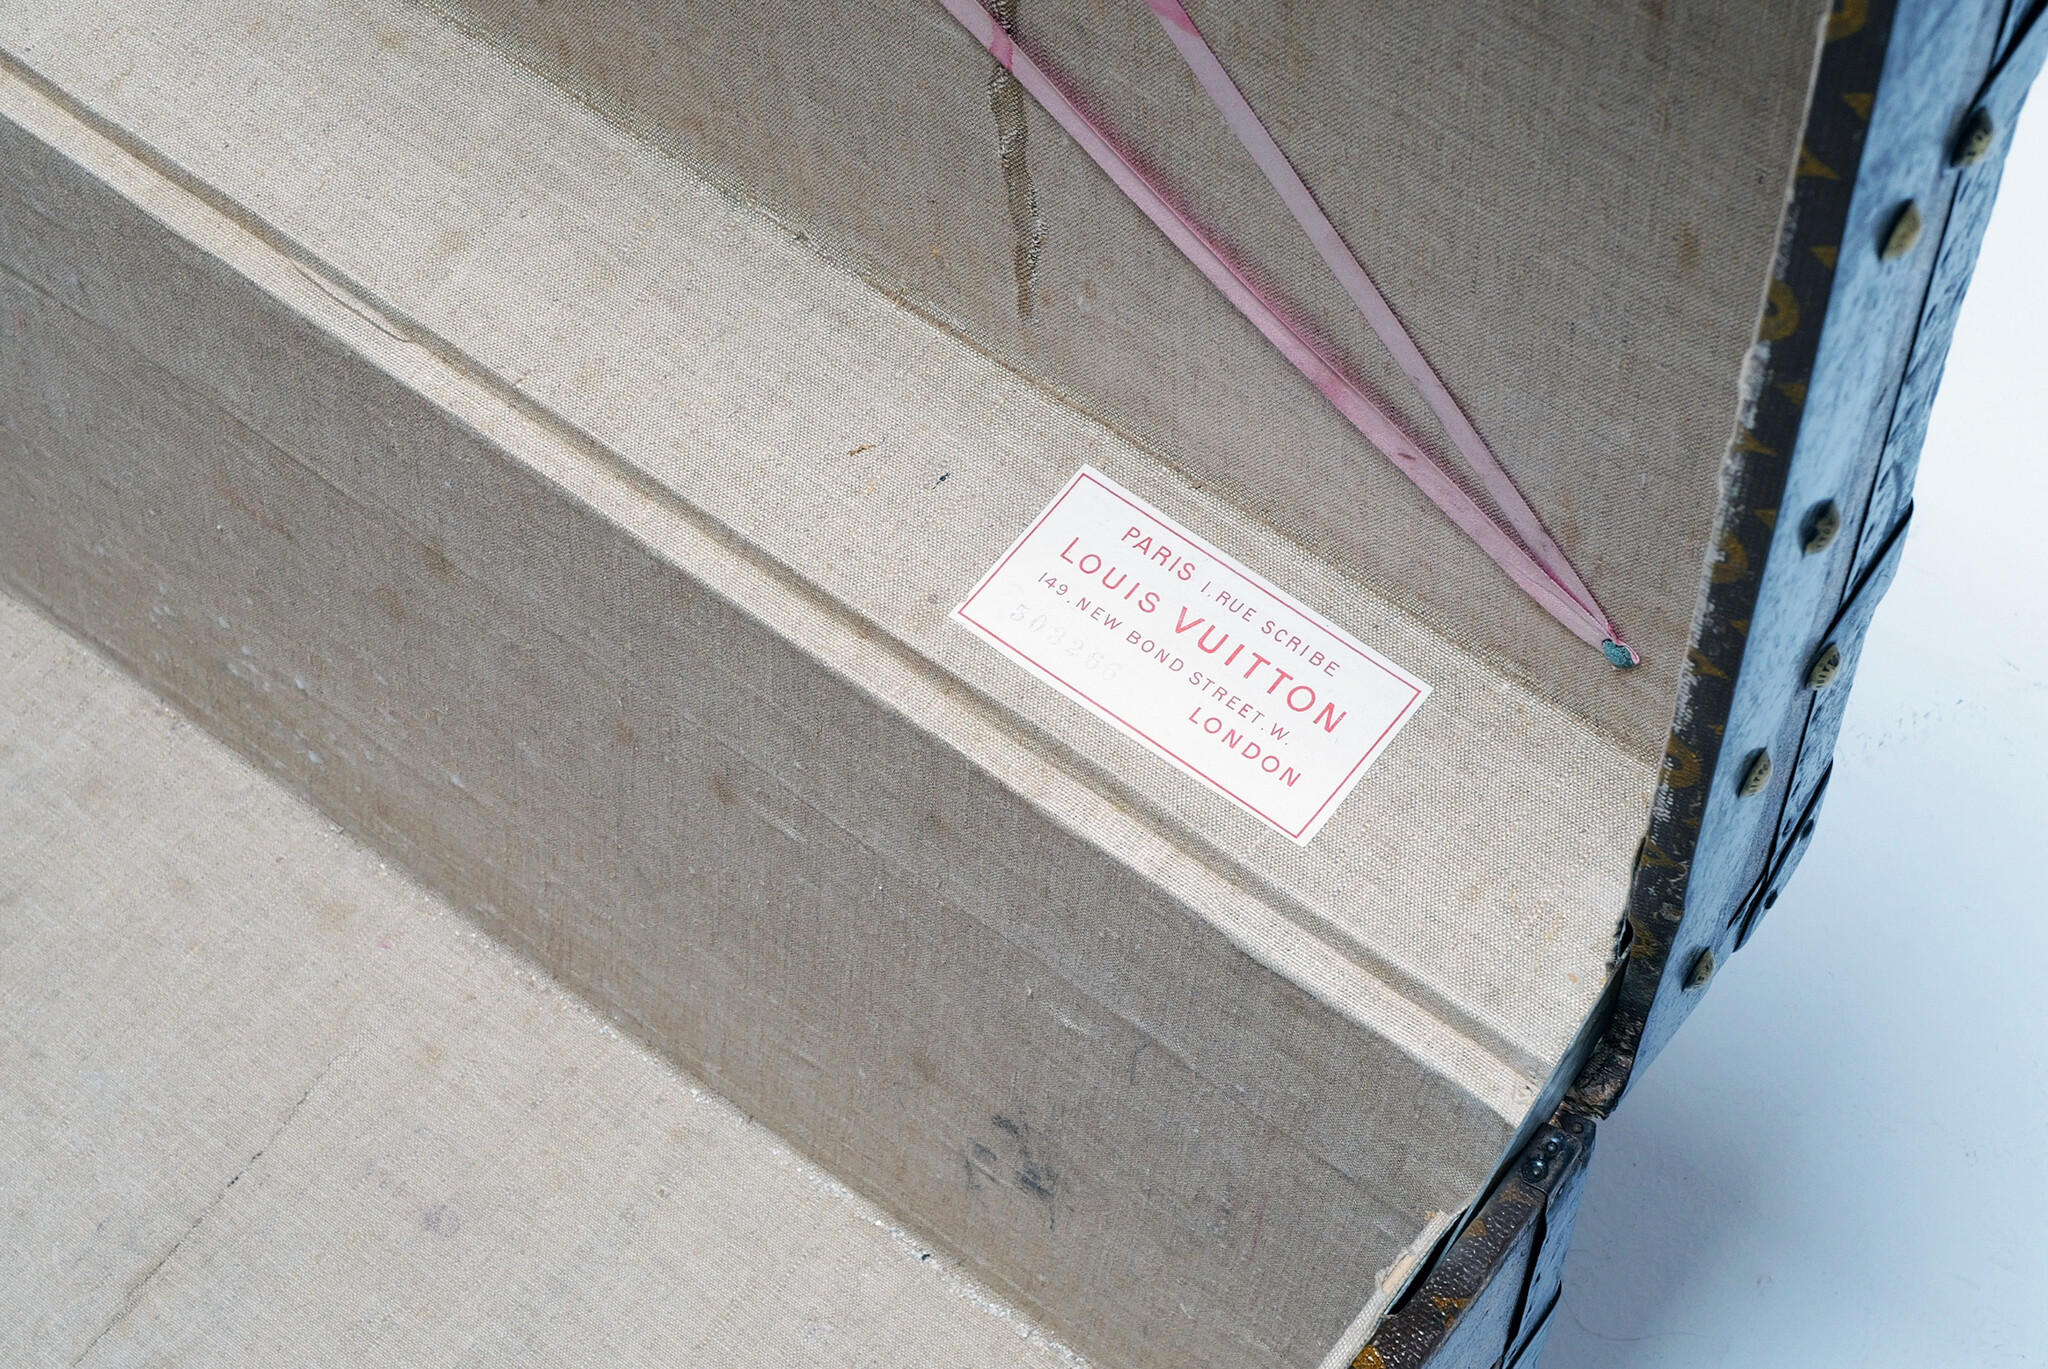 PARIS 1. RUE SCRIBE
LOUIS VUITTON
149. NEW BOND STREET. W.
LONDON
503266